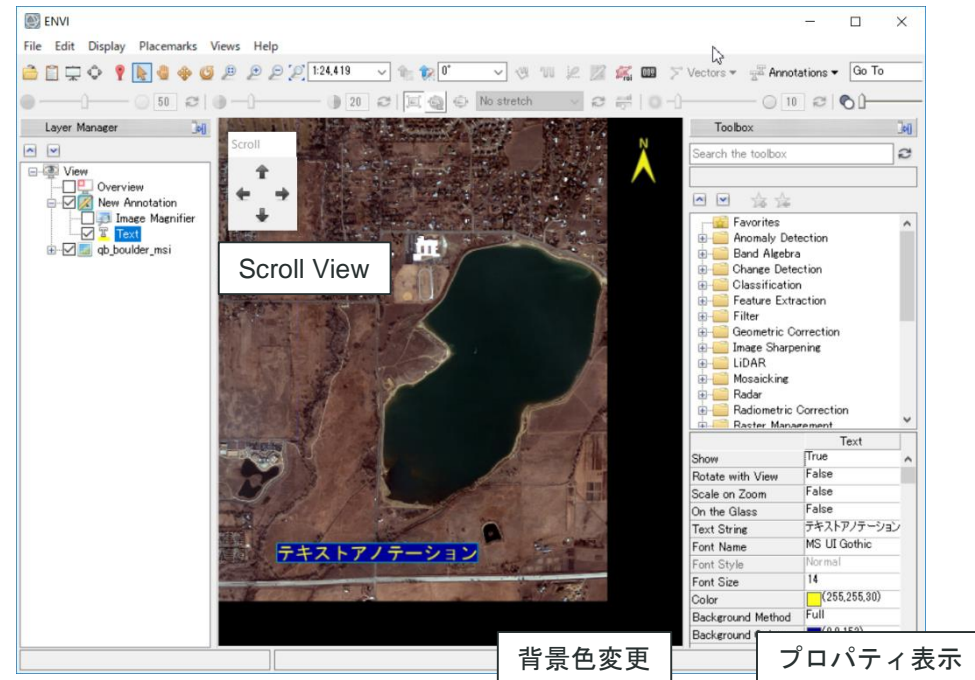 ENVI
File Edit Display Placemarks Views Help
1:24,419 0° Vectors Annotations Go To
50 20 No stretch 10
Layer Manager
View
Overview
New Annotation
Image Magnifier
Text
qb_boulder_msi
Scroll
N
Scroll View
テキストアノテーション
Toolbox
Search the toolbox
Favorites
Anomaly Detection
Band Algebra
Change Detection
Classification
Feature Extraction
Filter
Geometric Correction
Image Sharpening
LiDAR
Mosaicking
Radar
Radiometric Correction
Raster Management
Text
Show True
Rotate with View False
Scale on Zoom False
On the Glass False
Text String テキストアノテーション
Font Name MS UI Gothic
Font Style Normal
Font Size 14
Color (255,255,30)
Background Method Full
Background
背景色変更
プロパティ表示